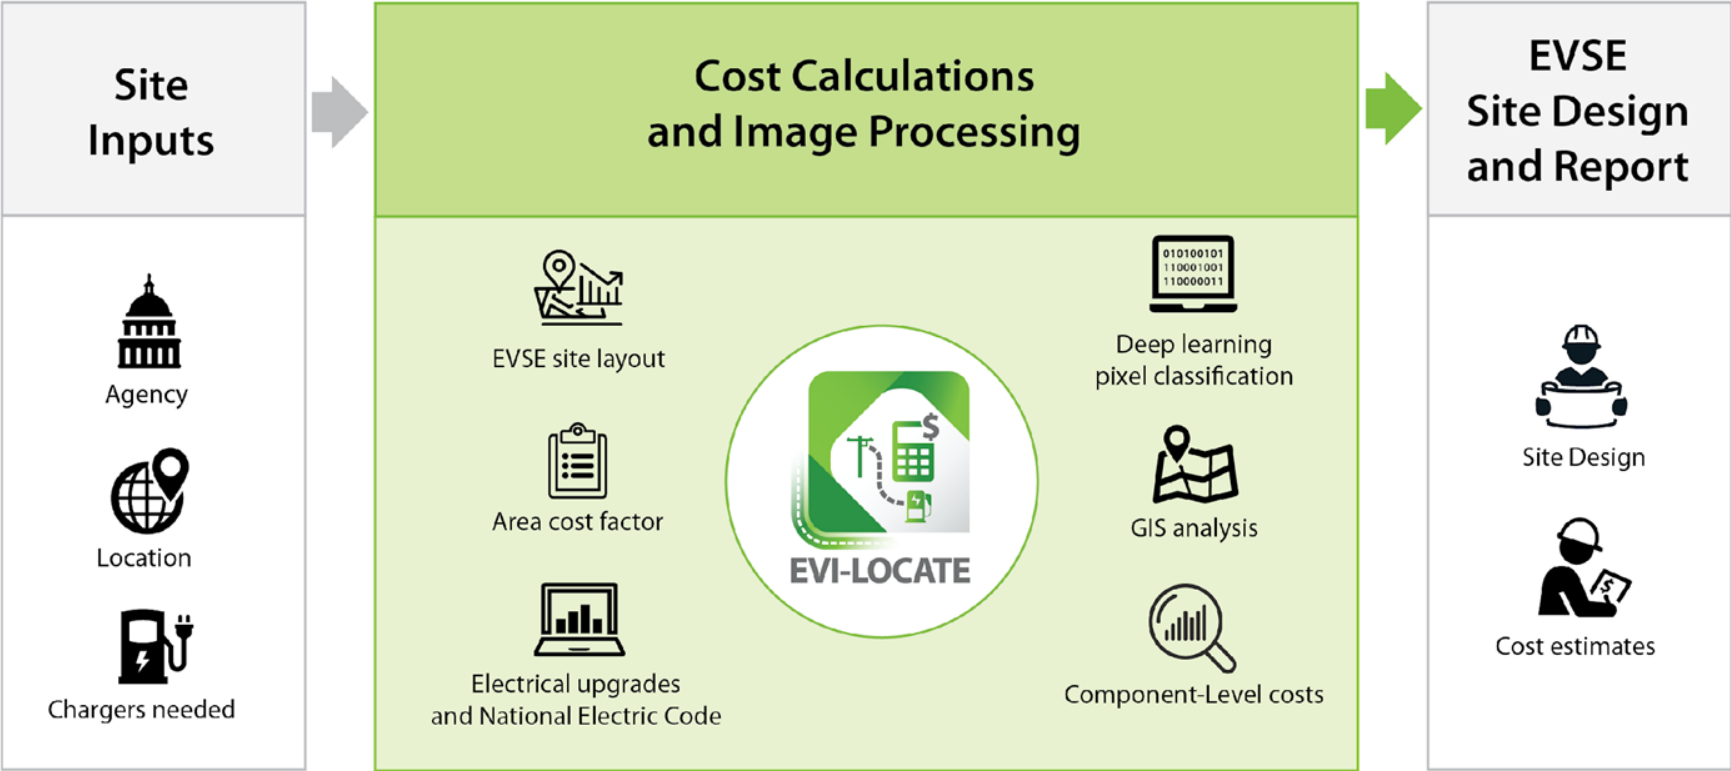 Site
Inputs
Agency
Location
Chargers needed
Cost Calculations
and Image Processing
EVSE site layout
Area cost factor
Electrical upgrades
and National Electric Code
$
EVI-LOCATE
010100101
110001001
110000011
Deep learning
pixel classification
GIS analysis
Component-Level costs
EVSE
Site Design
and Report
Site Design
$
Cost estimates